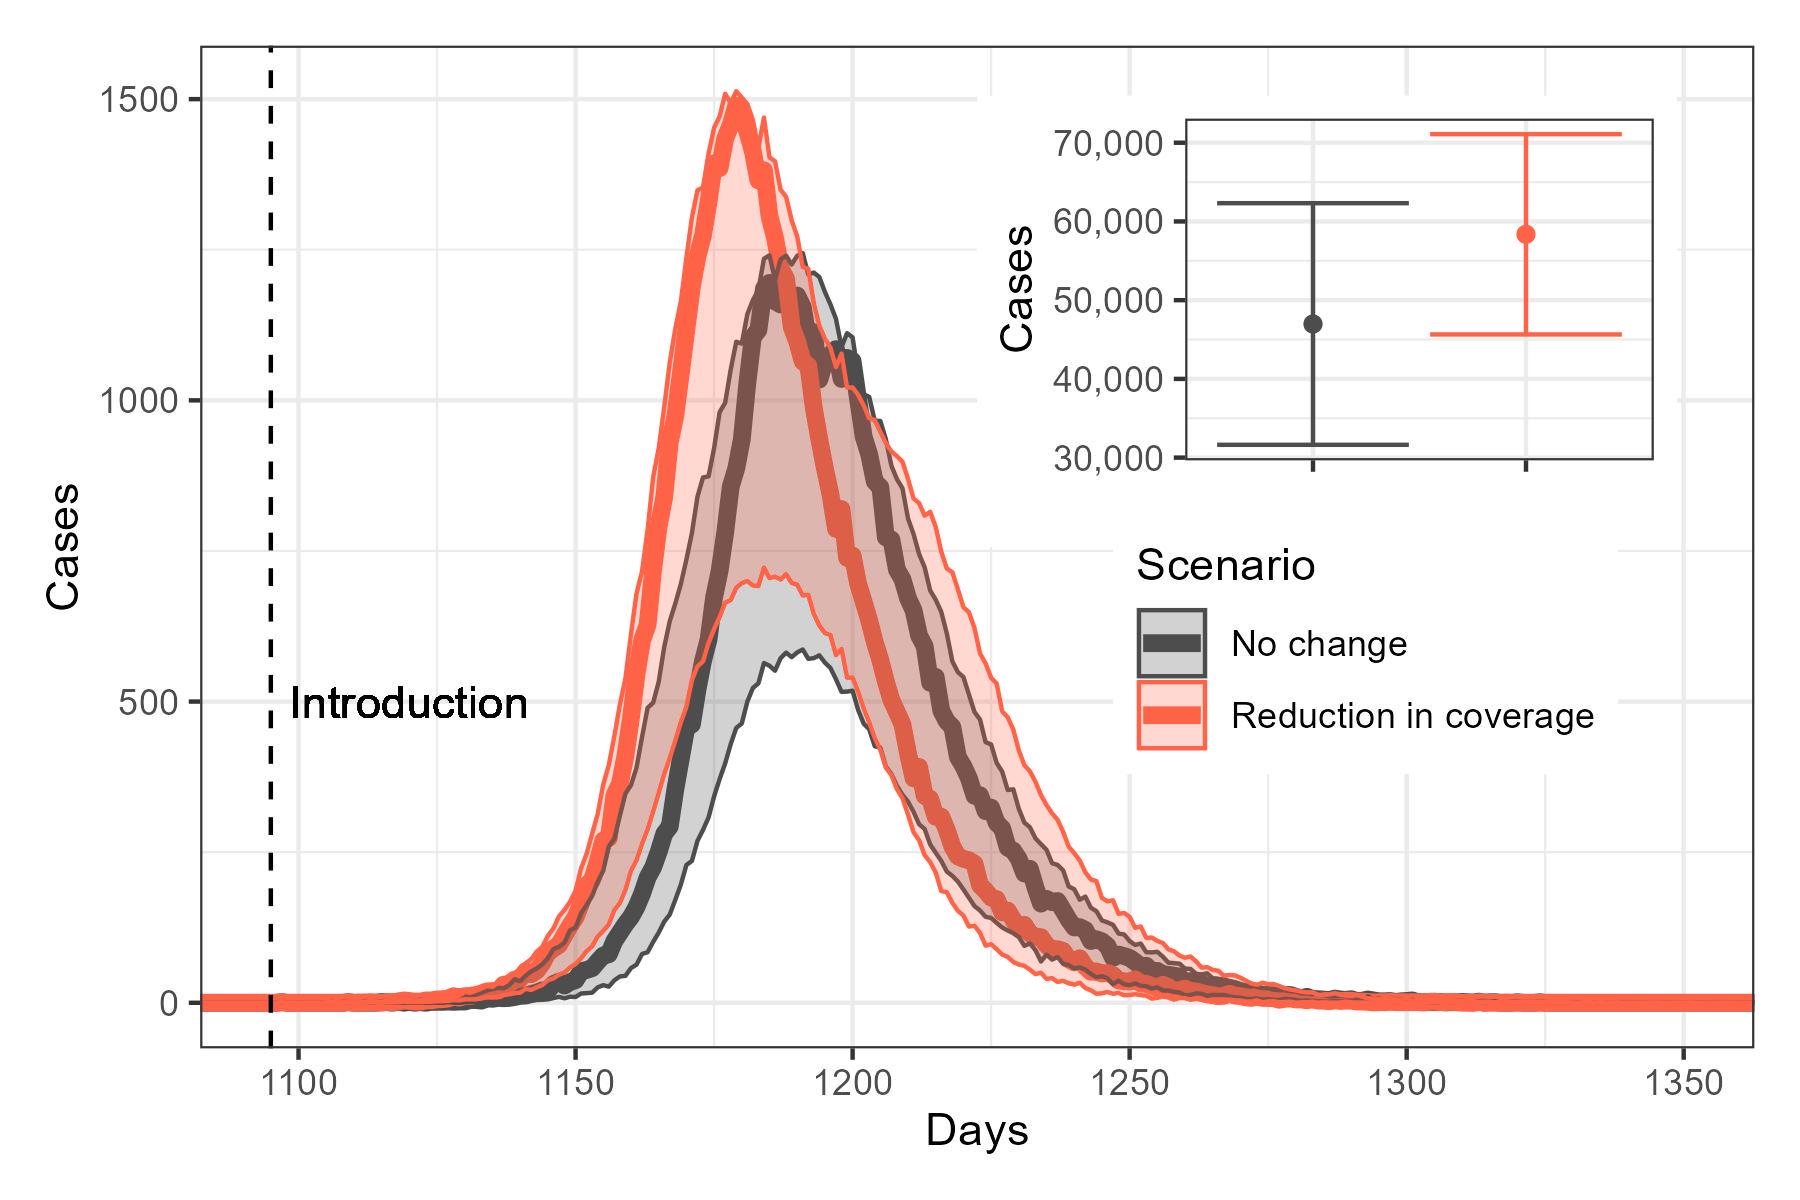 1500
1000
500
0
Cases
Introduction
1100
1150
1200
1250
1300
1350
Days
70,000
60,000
50,000
40,000
30,000
Cases
Scenario
No change
Reduction in coverage